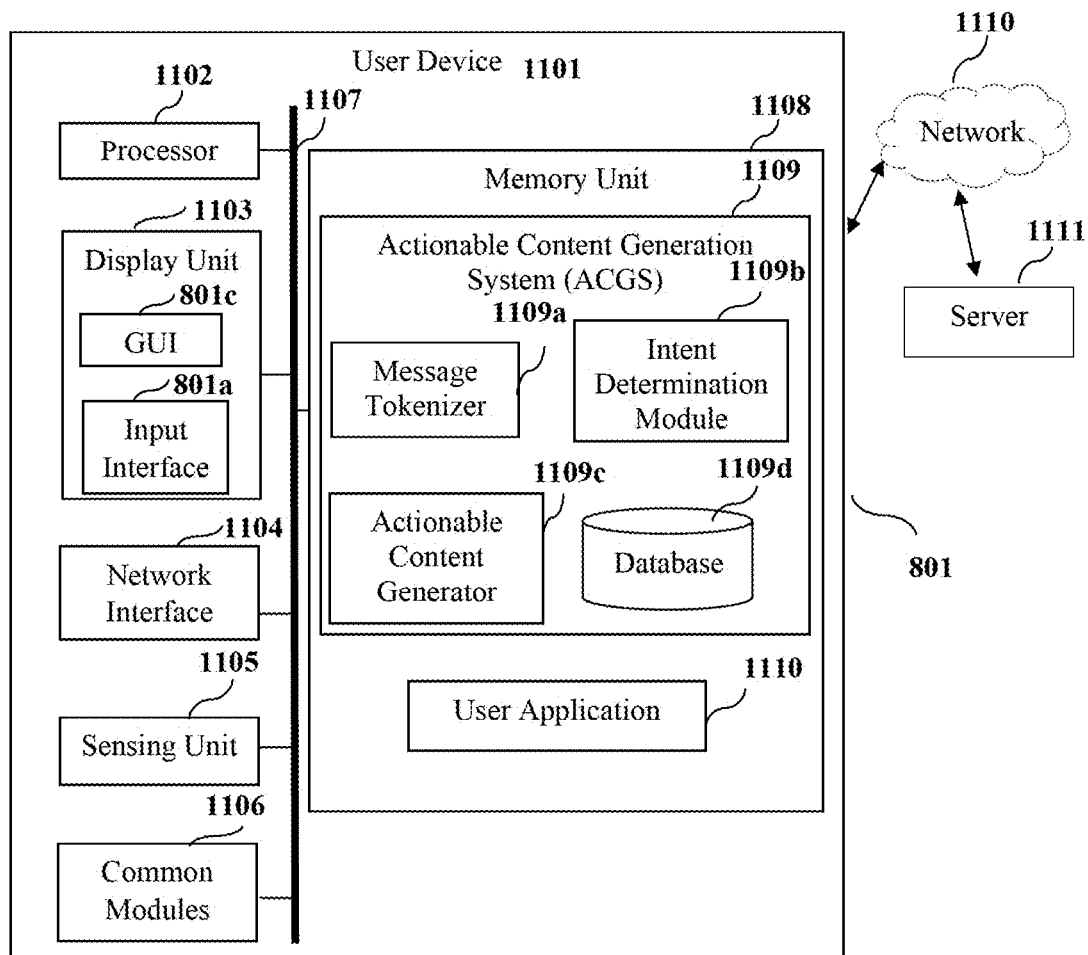 1110
User Device 1101
1102
1107
Processor
1108
Network
Memory Unit
1109
1103
Actionable Content Generation
System (ACGS)
1111
Display Unit
1109b
801c
1109a
Server
GUI
801a
Message
Tokenizer
Intent
Determination
Module
Input
Interface
1109c
1109d
1104
Actionable
Content
Generator
Database
801
Network
Interface
1105
1110
User Application
Sensing Unit
1106
Common
Modules